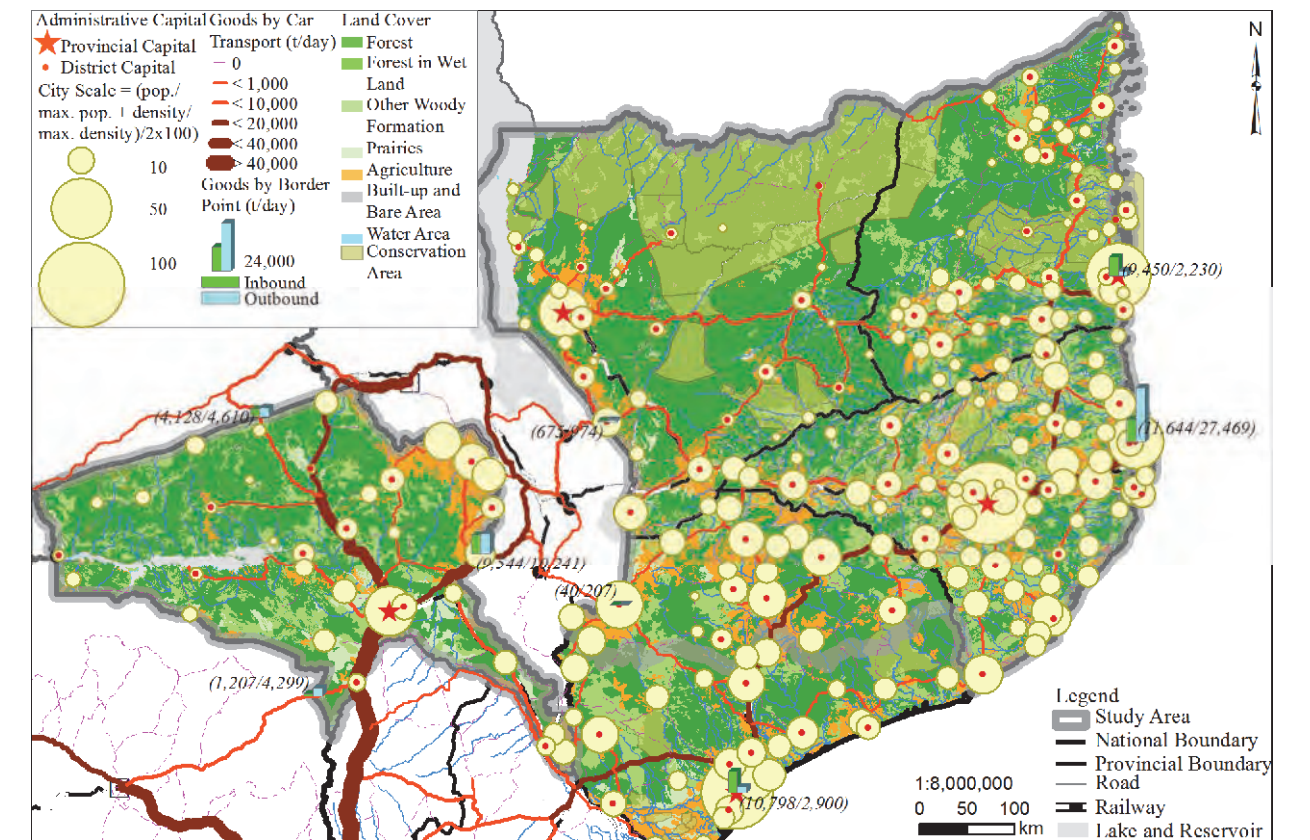 Administrative Capital
Provincial Capital
District Capital
City Scale = (pop./
max. pop. + density/
max. density)/2x100)
10
50
100
Goods by Car
Transport (t/day)
0
< 1,000
< 10,000
< 20,000
< 40,000
> 40,000
Goods by Border
Point (t/day)
24,000
Inbound
Outbound
Land Cover
Forest
Forest in Wet
Land
Other Woody
Formation
Prairies
Agriculture
Built-up and
Bare Area
Water Area
Conservation
Area
N
(9,450/2,230)
(4,128/4,610)
(675/974)
(11,644/27,469)
(40/207)
(1,207/4,299)
(10,798/2,900)
Legend
Study Area
National Boundary
Provincial Boundary
Road
Railway
Lake and Reservoir
1:8,000,000
0 50 100
km